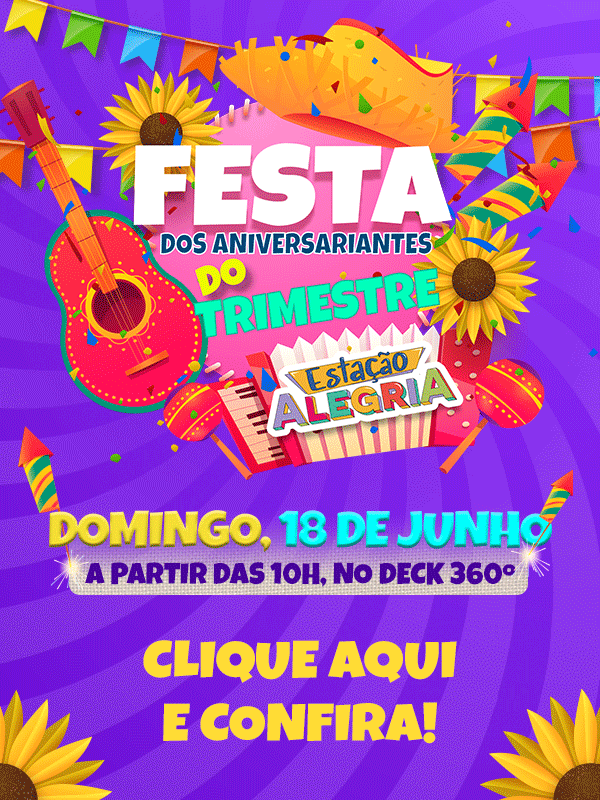 FESTA
DOS ANIVERSARIANTES
DO
TRIMESTRE
Estação
ALEGRIA
DOMINGO, 18 DE JUNHO
A PARTIR DAS 10H, NO DECK 360º
CLIQUE AQUI
E CONFIRA!